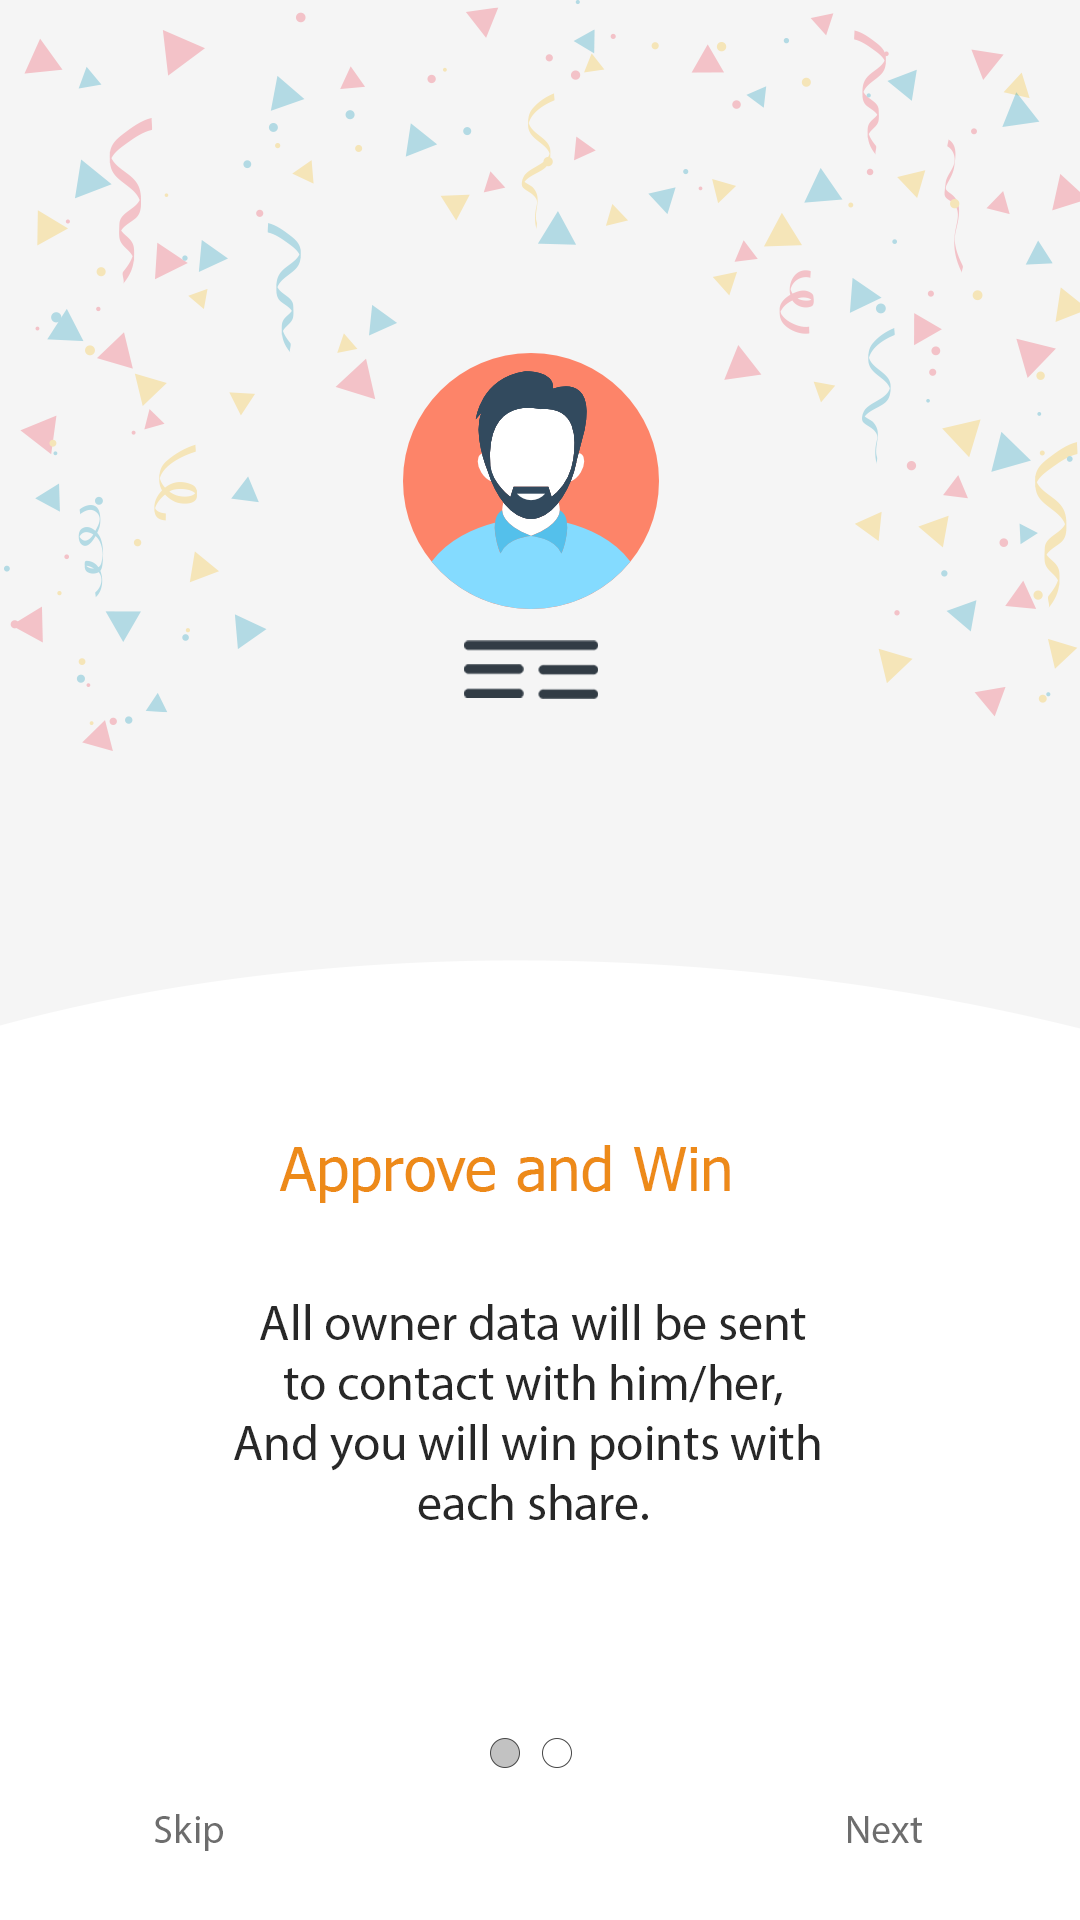 Approve and Win
All owner data will be sent
to contact with him/her,
And you will win points with
each share.
Skip
Next